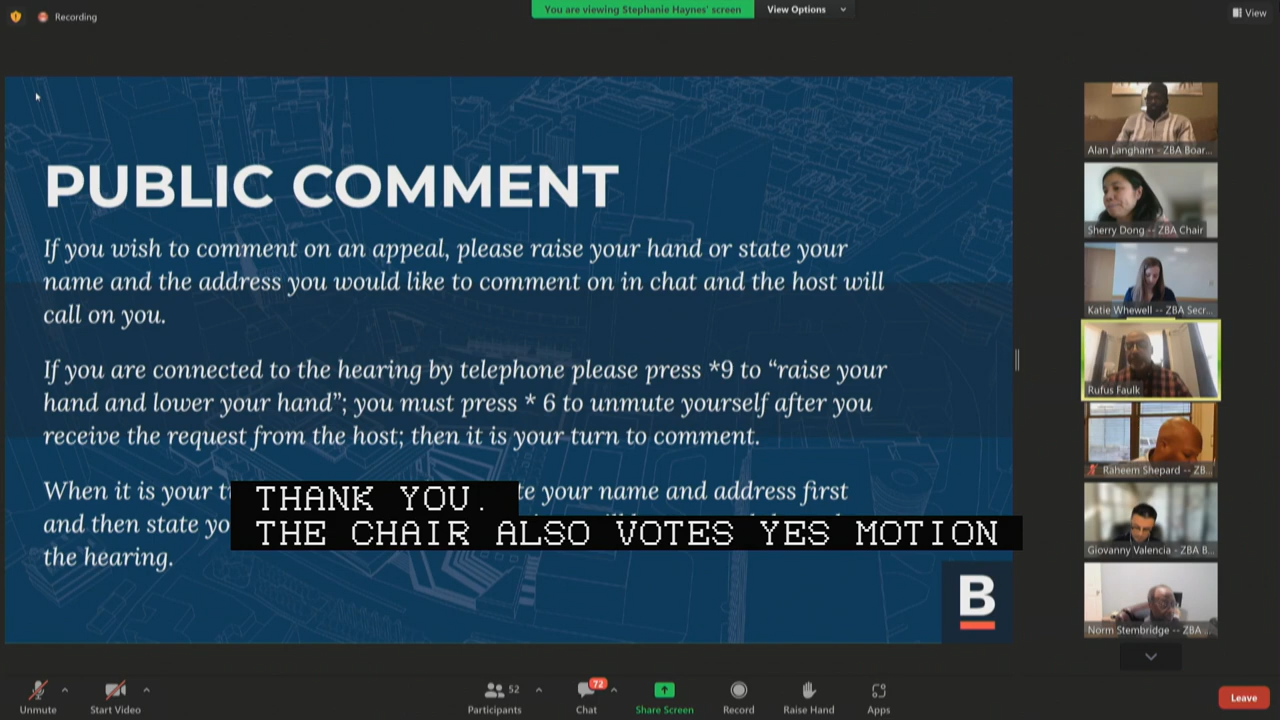 Recording
You are viewing Stephanie Haynes' screen
View Options
View
PUBLIC COMMENT
If you wish to comment on an appeal, please raise your hand or state your
name and the address you would like to comment on in chat and the host will
call on you.
If you are connected to the hearing by telephone please press *9 to “raise your
hand and lower your hand”; you must press * 6 to unmute yourself after you
receive the request from the host; then it is your turn to comment.
When it is your t
te your name and address first
and then state yo
the hearing.
THANK YOU.
THE CHAIR ALSO VOTES YES MOTION
B
Alan Langham - ZBA Boar...
Sherry Dong -- ZBA Chair
Katie Whewell -- ZBA Secr...
Rufus Faulk
Raheem Shepard -- ZB...
Giovanny Valencia - ZBA B...
Norm Stembridge -- ZBA ...
Unmute
Start Video
52
Participants
72
Chat
Share Screen
Record
Raise Hand
Apps
Leave